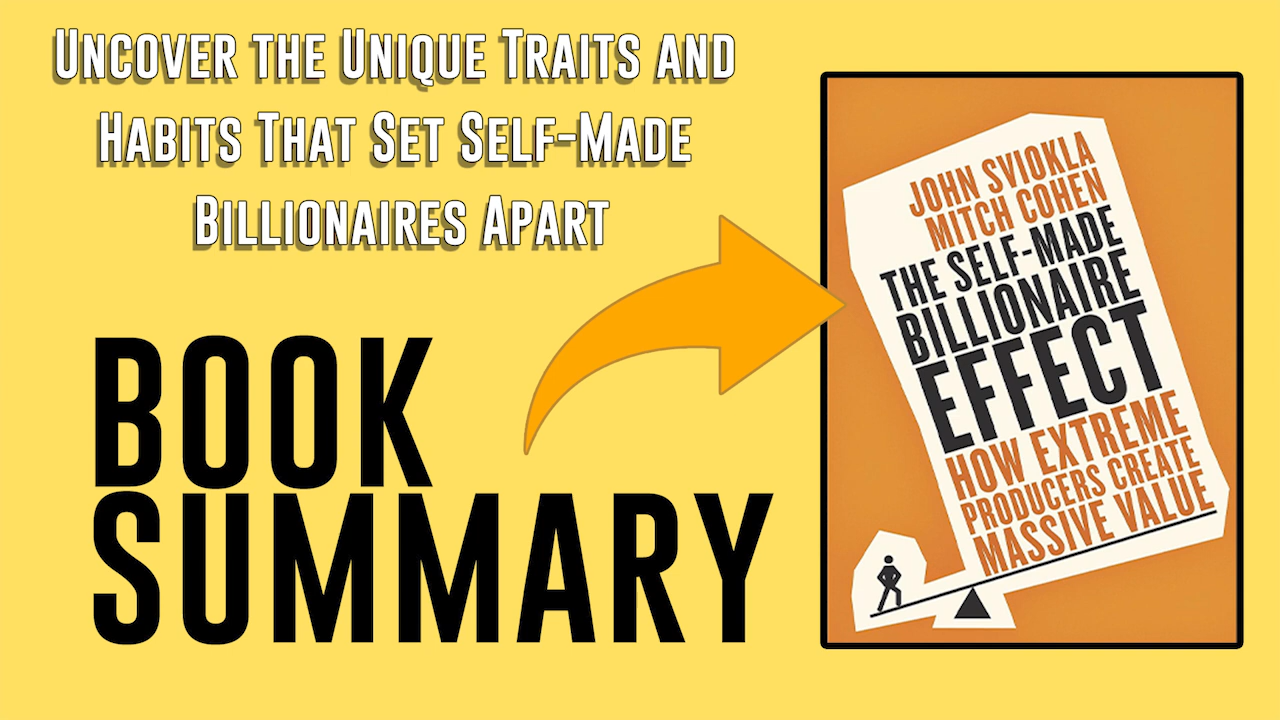 Uncover the Unique Traits and
Habits That Set Self-Made
Billionaires Apart
BOOK
SUMMARY
JOHN SVIOKLA
MITCH COHEN
THE SELF-MADE
BILLIONAIRE
EFFECT
HOW EXTREME
PRODUCERS CREATE
MASSIVE VALUE